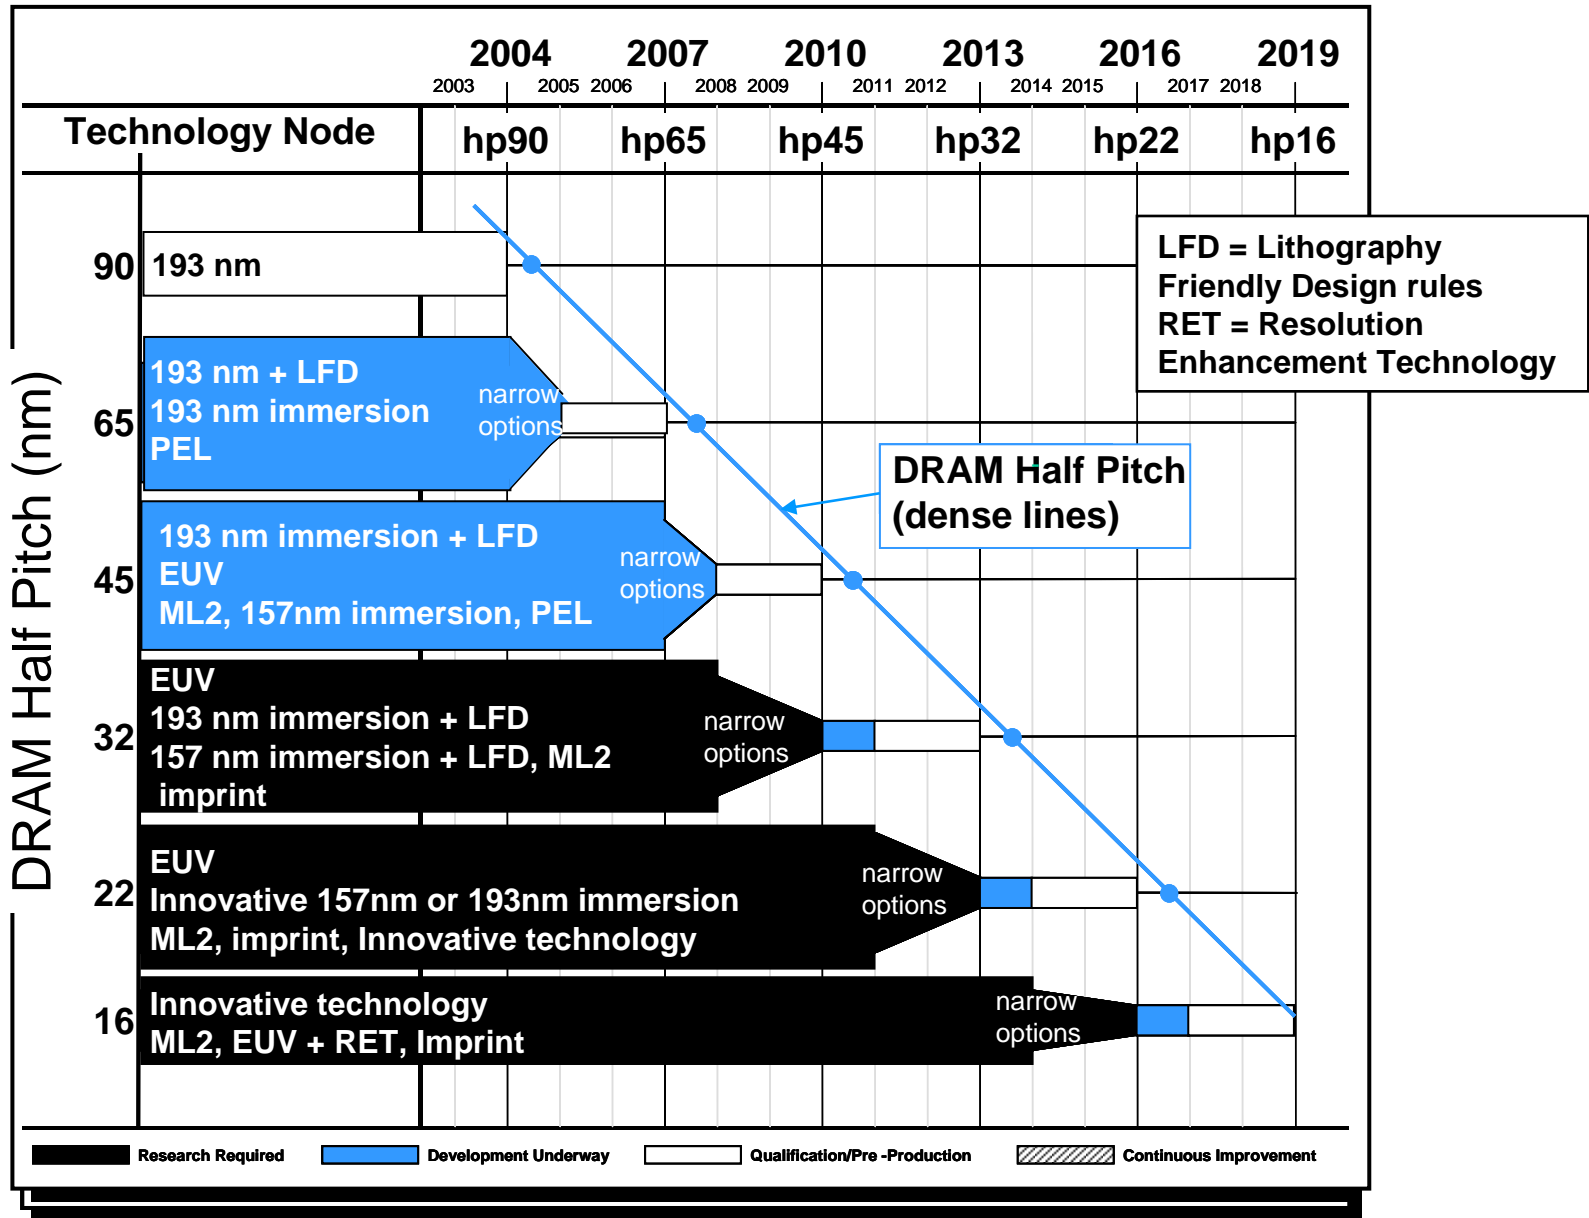 2004 2007 2010 2013 2016 2019
2003 2005 2006 2008 2009 2011 2012 2014 2015 2017 2018
Technology Node
hp90 hp65 hp45 hp32 hp22 hp16
DRAM Half Pitch (nm)
90
193 nm
LFD = Lithography
Friendly Design rules
RET = Resolution
Enhancement Technology
65
193 nm + LFD
193 nm immersion
PEL
narrow
options
DRAM Half Pitch
(dense lines)
45
193 nm immersion + LFD
EUV
ML2, 157nm immersion, PEL
narrow
options
32
EUV
193 nm immersion + LFD
157 nm immersion + LFD, ML2
imprint
narrow
options
22
EUV
Innovative 157nm or 193nm immersion
ML2, imprint, Innovative technology
narrow
options
16
Innovative technology
ML2, EUV + RET, Imprint
narrow
options
Research Required
Development Underway
Qualification/Pre -Production
Continuous Improvement